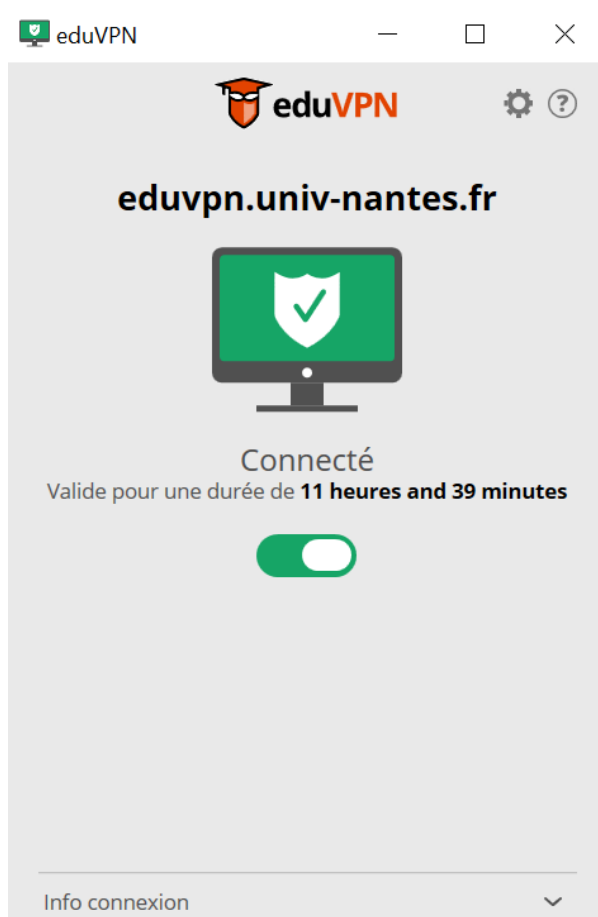 eduVPN
eduVPN
eduvpn.univ-nantes.fr
Connecté
Valide pour une durée de 11 heures and 39 minutes
Info connexion